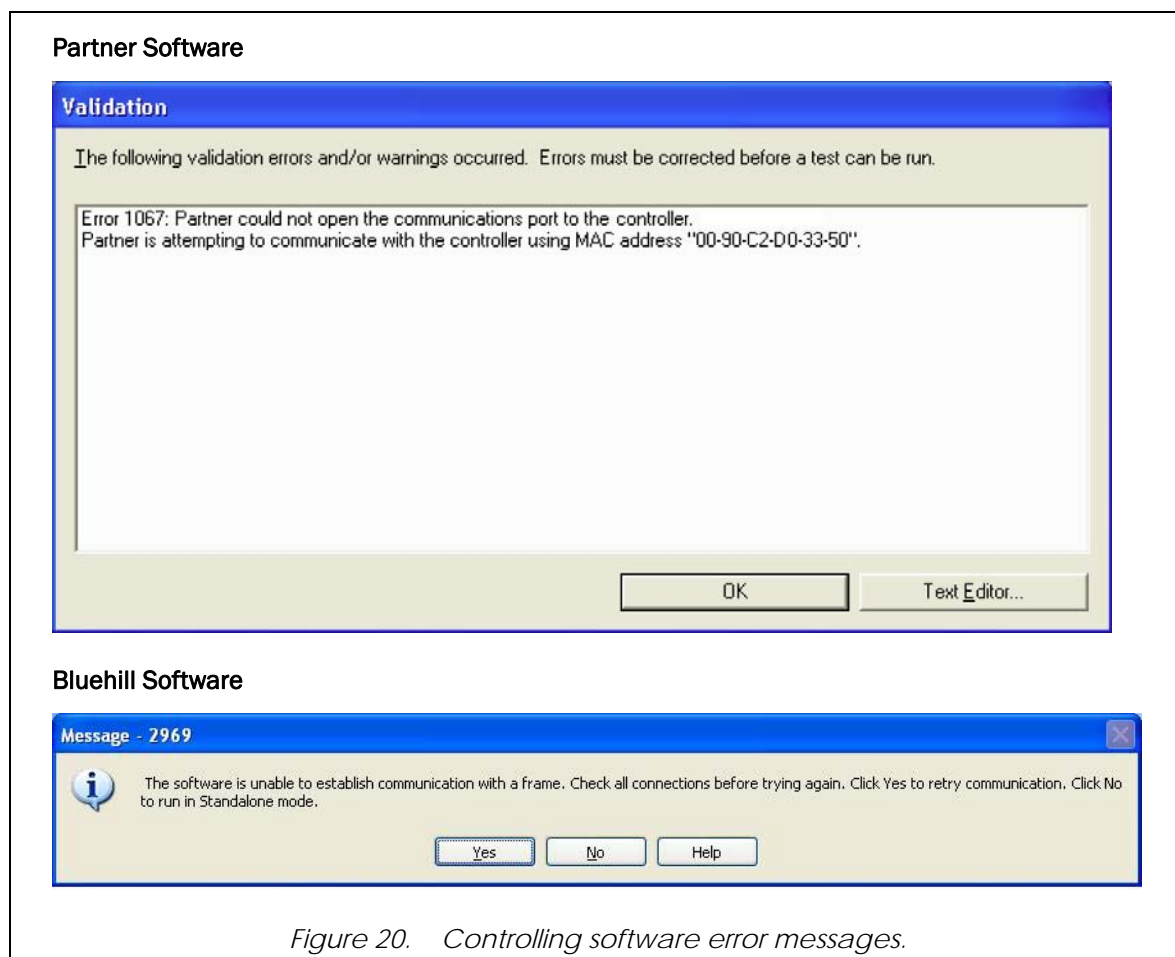 Partner Software
Validation
The following validation errors and/or warnings occurred. Errors must be corrected before a test can be run.
Error 1067: Partner could not open the communications port to the controller.
Partner is attempting to communicate with the controller using MAC address "00-90-C2-D0-33-50".
OK
Text Editor...
Bluehill Software
Message - 2969
The software is unable to establish communication with a frame. Check all connections before trying again. Click Yes to retry communication. Click No
to run in Standalone mode.
Yes
No
Help
Figure 20. Controlling software error messages.